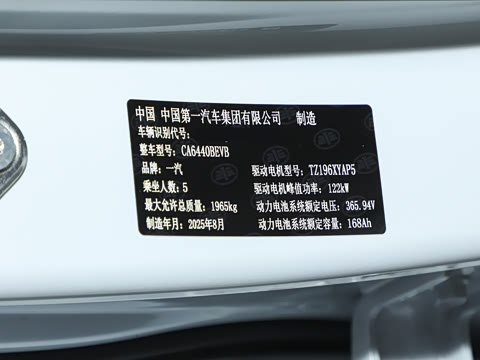 中国 中国第一汽车集团有限公司 制造
车辆识别代号:
整车型号: CA6440BEVB
品牌: 一汽 驱动电机型号: TZ196XYAP5
乘坐人数: 5 驱动电机峰值功率: 122kW
最大允许总质量: 1965kg 动力电池系统额定电压: 365.94V
制造年月: 2025年8月 动力电池系统额定容量: 168Ah